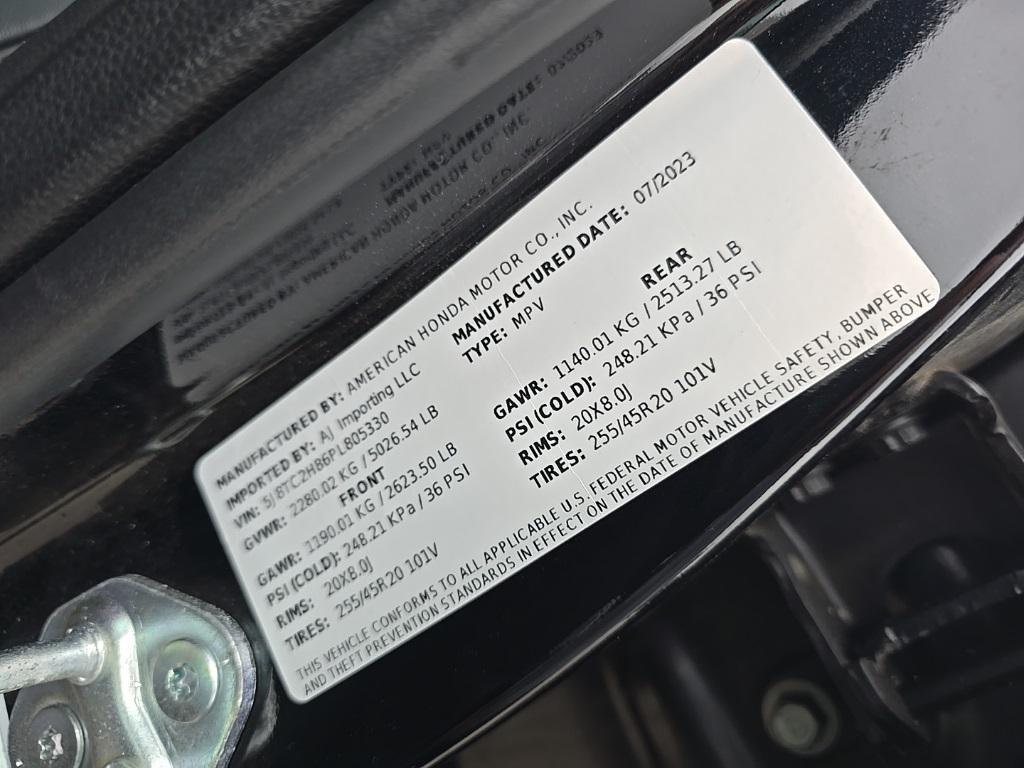 MANUFACTURED BY: AMERICAN HONDA MOTOR CO., INC.
IMPORTED BY: AJ Importing LLC
MANUFACTURED DATE: 07/2023
VIN: 5J8TC2H86PL805330
TYPE: MPV
GVWR: 2280.02 KG / 5026.54 LB
FRONT
REAR
GAWR: 1190.01 KG / 2623.50 LB
GAWR: 1140.01 KG / 2513.27 LB
PSI (COLD): 248.21 KPa / 36 PSI
PSI (COLD): 248.21 KPa / 36 PSI
RIMS: 20X8.0J
RIMS: 20X8.0J
TIRES: 255/45R20 101V
TIRES: 255/45R20 101V
THIS VEHICLE CONFORMS TO ALL APPLICABLE U.S. FEDERAL MOTOR VEHICLE SAFETY, BUMPER
AND THEFT PREVENTION STANDARDS IN EFFECT ON THE DATE OF MANUFACTURE SHOWN ABOVE